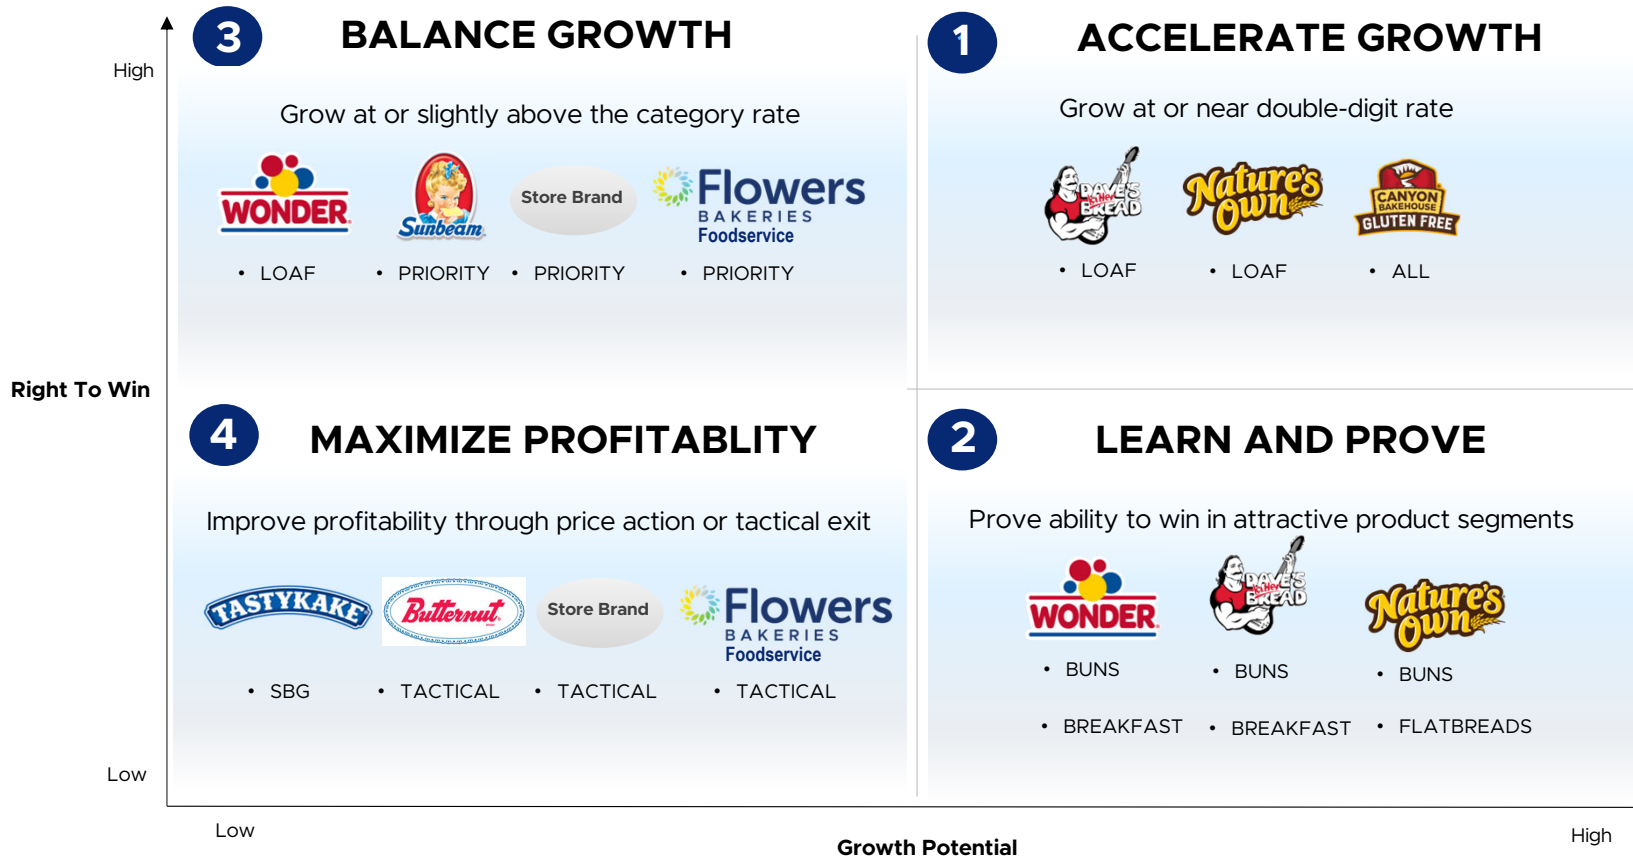 3
BALANCE GROWTH
Grow at or slightly above the category rate
WONDER
Sunbeam
Store Brand
Flowers
BAKERIES
Foodservice
• LOAF
• PRIORITY
• PRIORITY
• PRIORITY
1
ACCELERATE GROWTH
Grow at or near double-digit rate
DAVE'S
KILLER
BREAD
Nature's
Own
CANYON
BAKEHOUSE
GLUTEN FREE
• LOAF
• LOAF
• ALL
High
Right To Win
4
MAXIMIZE PROFITABLITY
Improve profitability through price action or tactical exit
TASTYKAKE
Butternut
Store Brand
Flowers
BAKERIES
Foodservice
• SBG
• TACTICAL
• TACTICAL
• TACTICAL
2
LEARN AND PROVE
Prove ability to win in attractive product segments
WONDER
DAVE'S
KILLER
BREAD
Nature's
Own
• BUNS
• BUNS
• BUNS
• BREAKFAST
• BREAKFAST
• FLATBREADS
Low
Low
Growth Potential
High